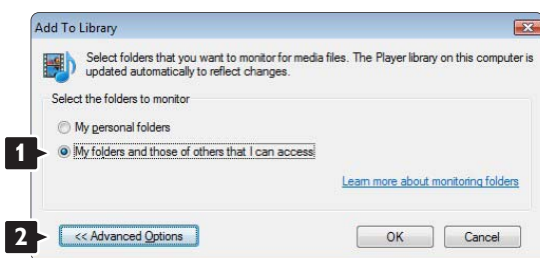 Add To Library
Select folders that you want to monitor for media files. The Player library on this computer is
updated automatically to reflect changes.
Select the folders to monitor
My personal folders
1
My folders and those of others that I can access
Learn more about monitoring folders
2
<< Advanced Options
OK
Cancel